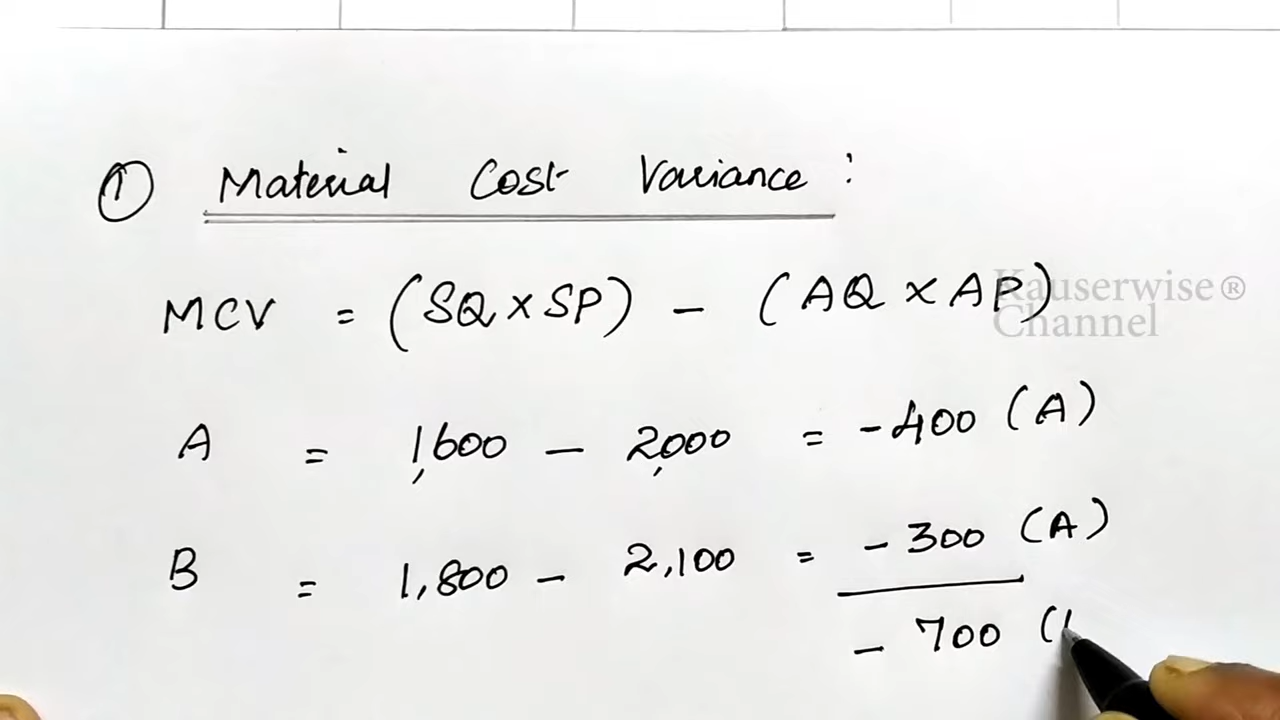 ① Material Cost Variance :
MCV = (SQ × SP) - (AQ × AP)
Kauserwise®
Channel
A = 1,600 - 2,000 = -400 (A)
B = 1,800 - 2,100 = -300 (A)
- 700 (